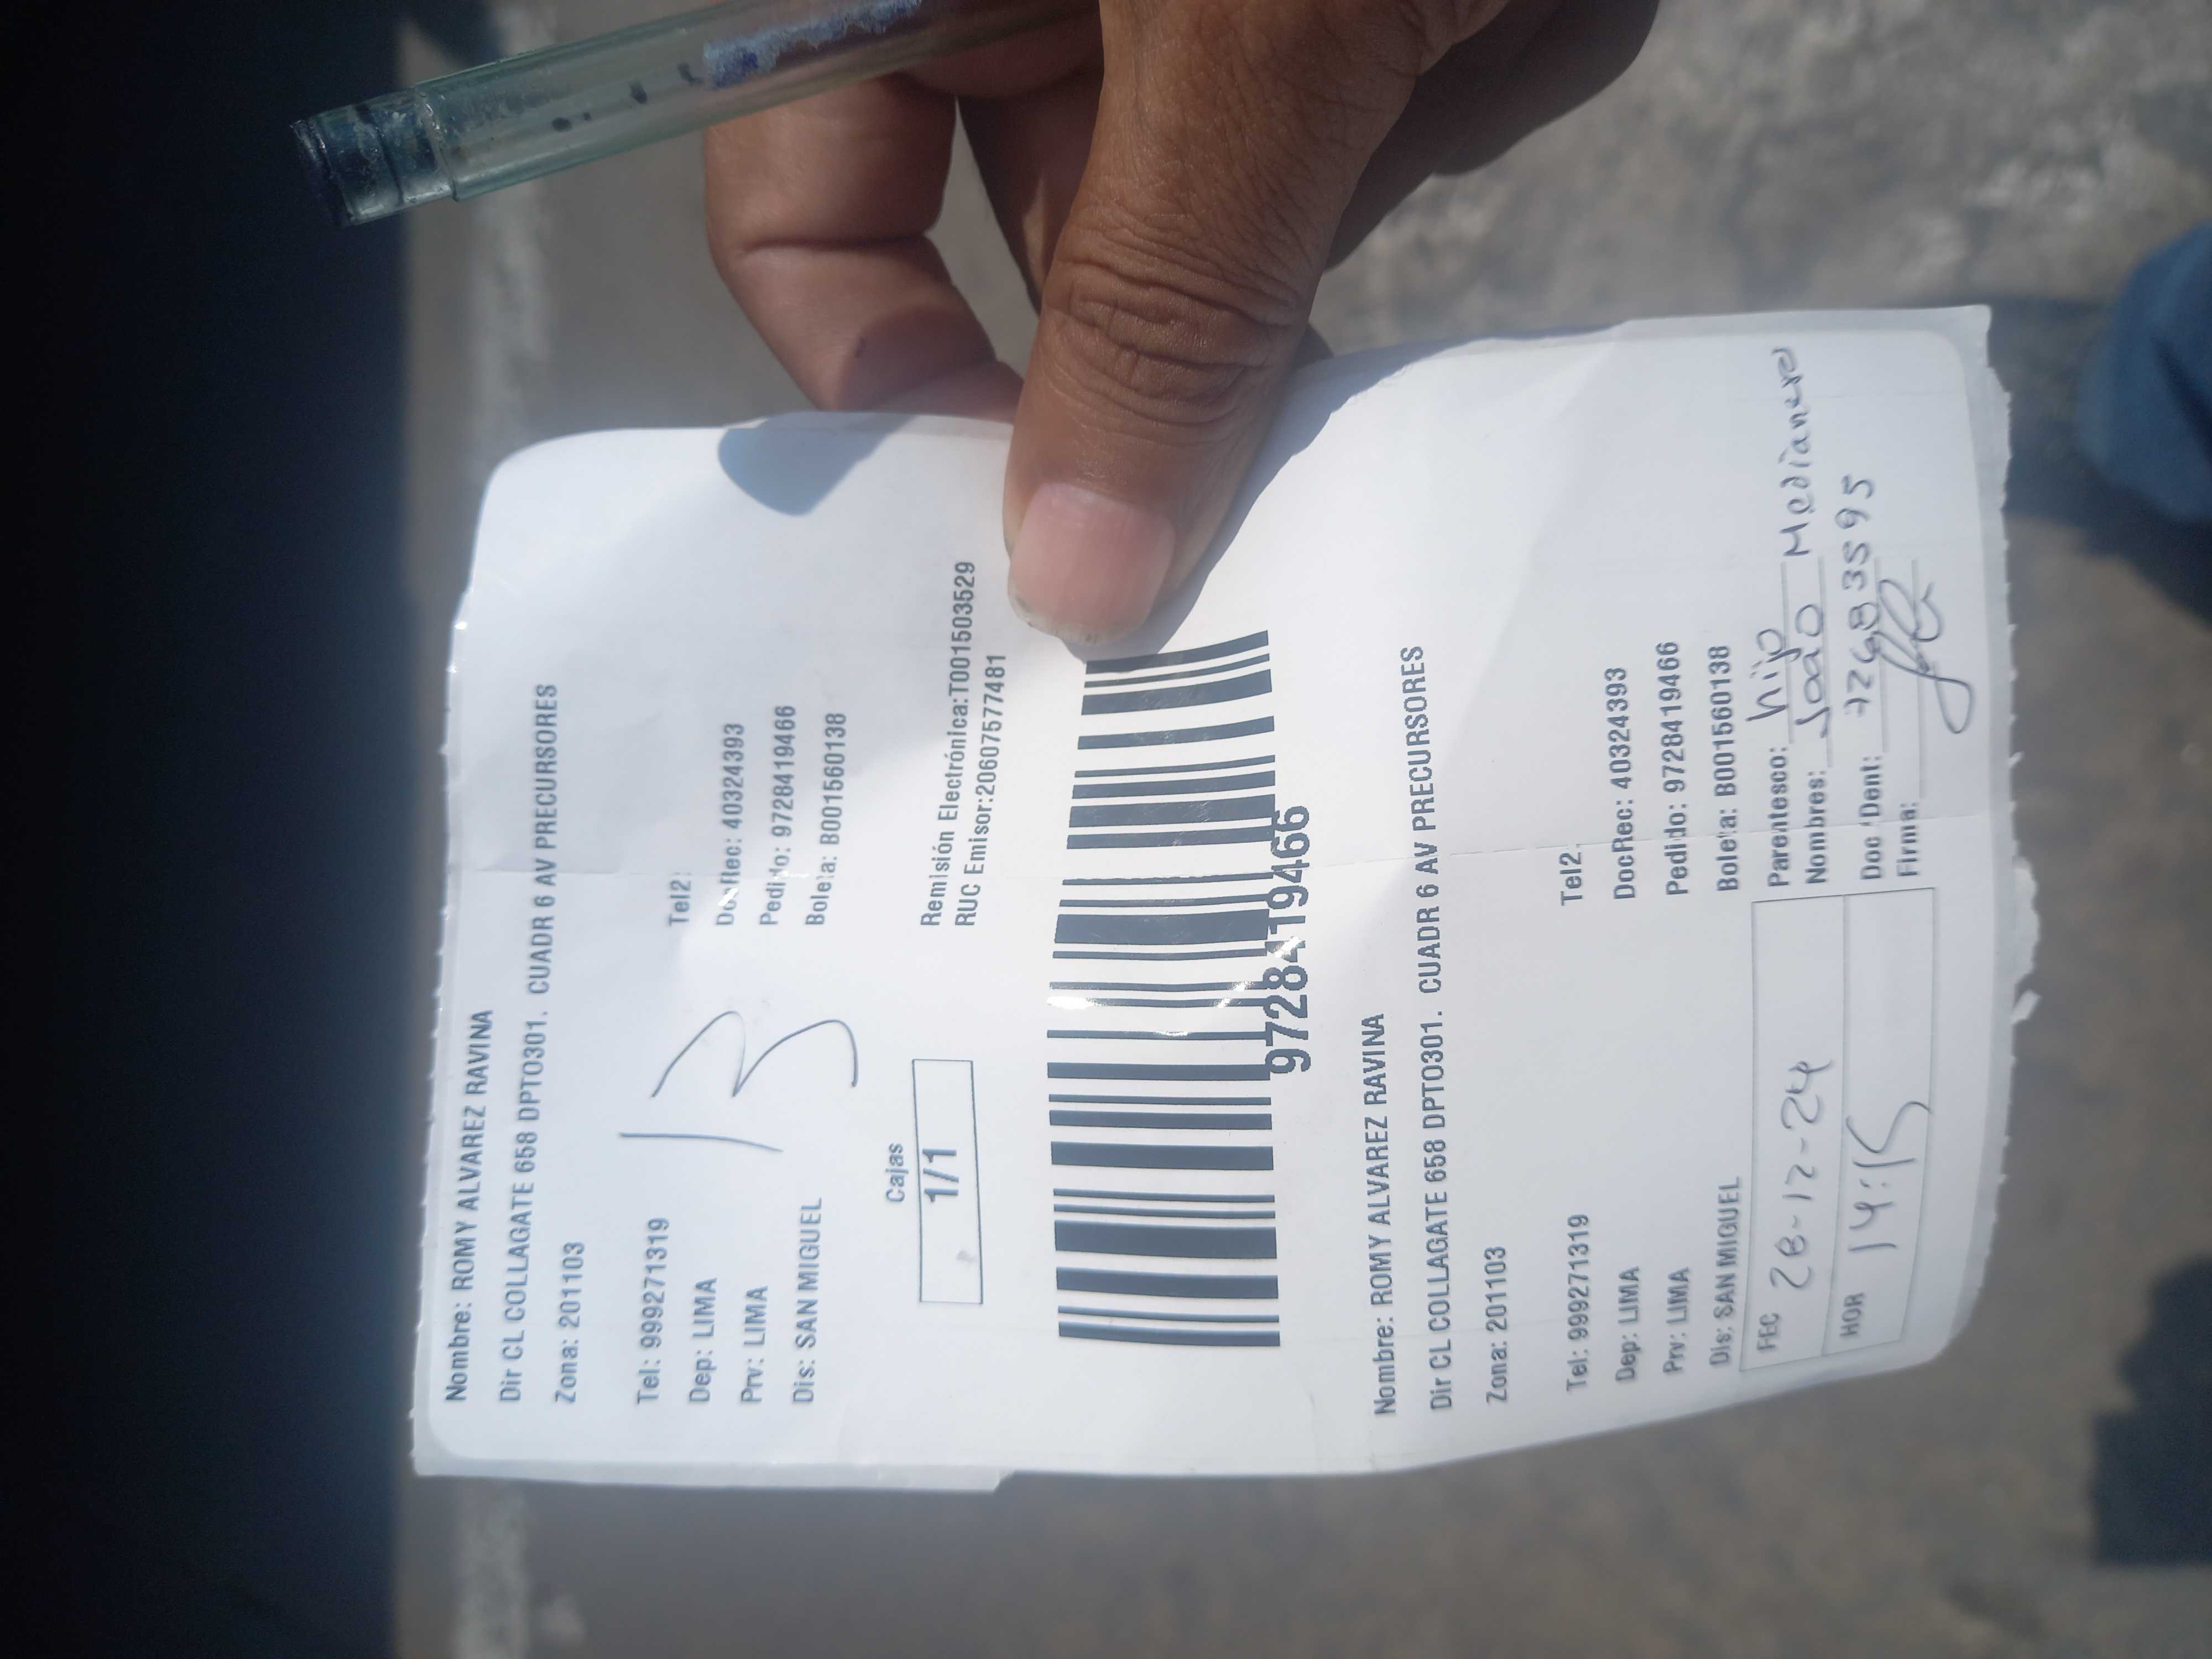 Nombre: ROMY ALVAREZ RAVINA
Dir CL COLLAGATE 658 DPTO301. CUADR 6 AV PRECURSORES
Zona: 201103
Tel: 999271319 Tel2:
Dep: LIMA DocRec: 40324393
Prv: LIMA Pedido: 9728419466
Dis: SAN MIGUEL Boleta: B001560138
13
Cajas
1/1
Remisión Electrónica:T001503529
RUC Emisor:20607577481
9728419466
Nombre: ROMY ALVAREZ RAVINA
Dir CL COLLAGATE 658 DPTO301. CUADR 6 AV PRECURSORES
Zona: 201103
Tel: 999271319 Tel2.
Dep: LIMA DocRec: 40324393
Prv: LIMA Pedido: 9728419466
Dis: SAN MIGUEL Boleta: B001560138
FEC 28-12-24 Parentesco: hijo
Nombres: Joao Medianero
HOR 14:15 Doc Ident: 72683595
Firma: